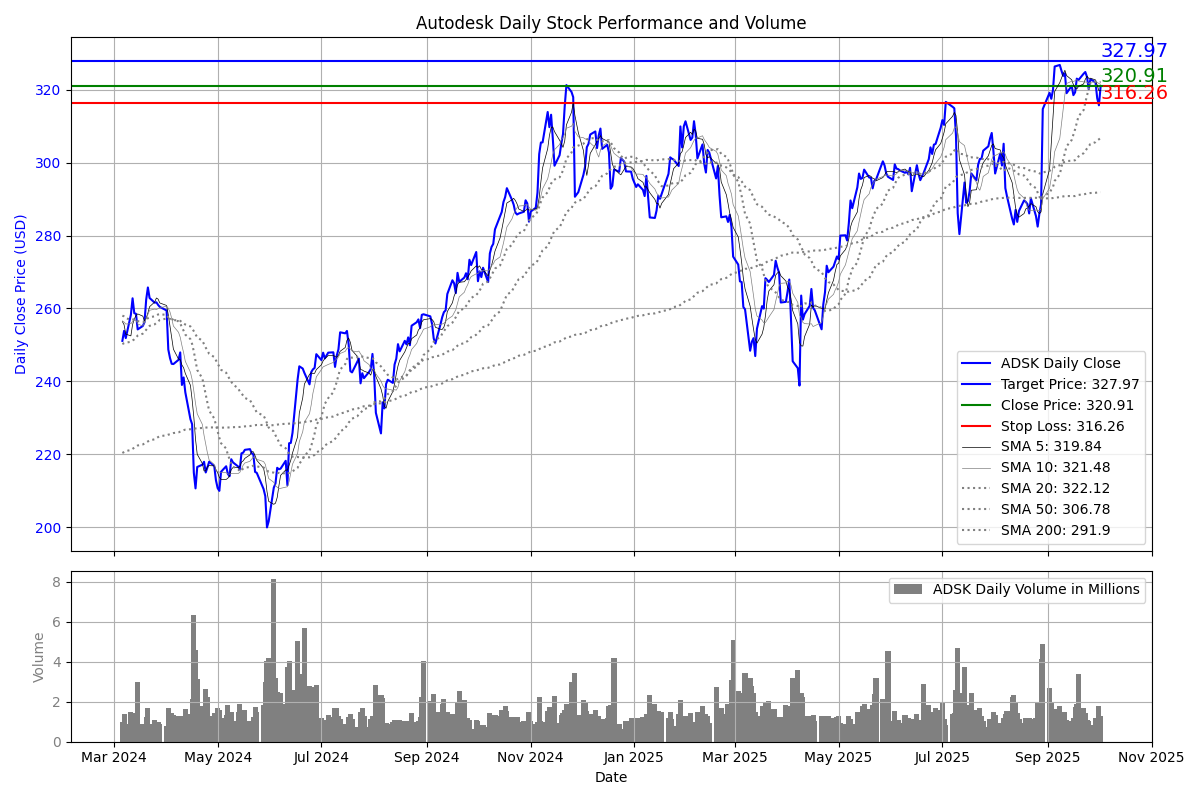 Autodesk Daily Stock Performance and Volume
Daily Close Price (USD)
320
300
280
260
240
220
200
327.97
320.91
316.26
ADSK Daily Close
Target Price: 327.97
Close Price: 320.91
Stop Loss: 316.26
SMA 5: 319.84
SMA 10: 321.48
SMA 20: 322.12
SMA 50: 306.78
SMA 200: 291.9
Volume
8
6
4
2
0
ADSK Daily Volume in Millions
Mar 2024 May 2024 Jul 2024 Sep 2024 Nov 2024 Jan 2025 Mar 2025 May 2025 Jul 2025 Sep 2025 Nov 2025
Date